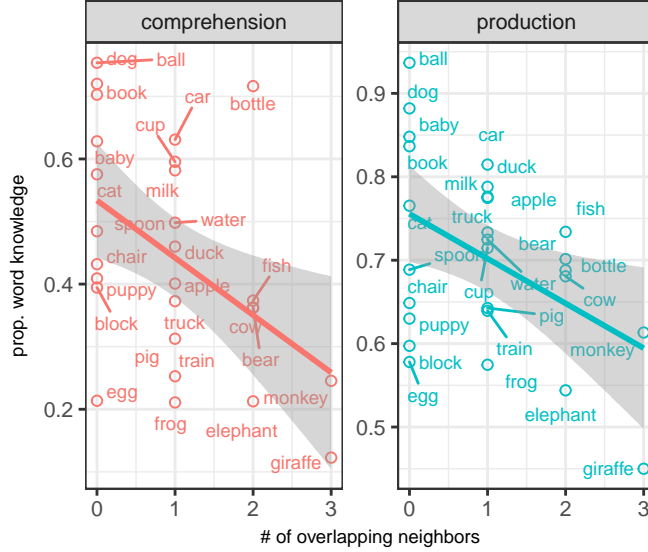 comprehension
production
prop. word knowledge
0.6
0.4
0.2
dog
ball
book
car
bottle
cup
baby
milk
cat
spoon
water
duck
chair
fish
puppy
apple
block
truck
cow
bear
pig
train
egg
monkey
frog
elephant
giraffe
0
1
2
3
0.9
0.8
0.7
0.6
0.5
ball
dog
baby
car
book
duck
milk
apple
fish
cat
truck
bear
spoon
bottle
chair
water
cow
cup
pig
puppy
train
monkey
block
frog
egg
elephant
giraffe
0
1
2
3
# of overlapping neighbors